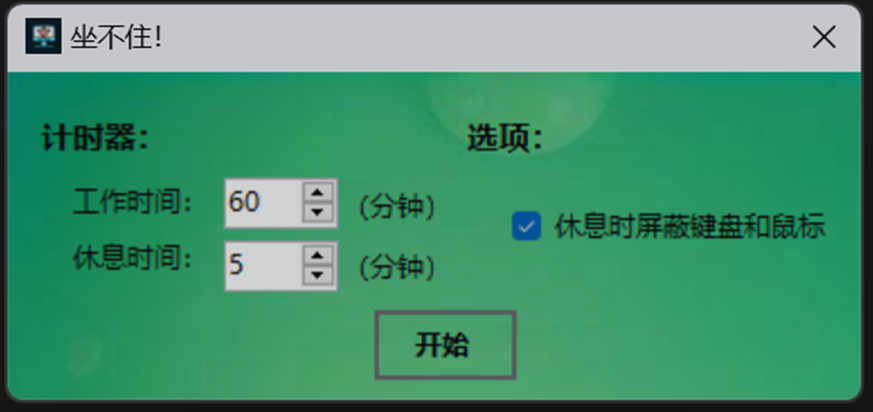 坐不住!
计时器:
选项:
工作时间: 60 (分钟)
休息时间: 5 (分钟)
休息时屏蔽键盘和鼠标
开始